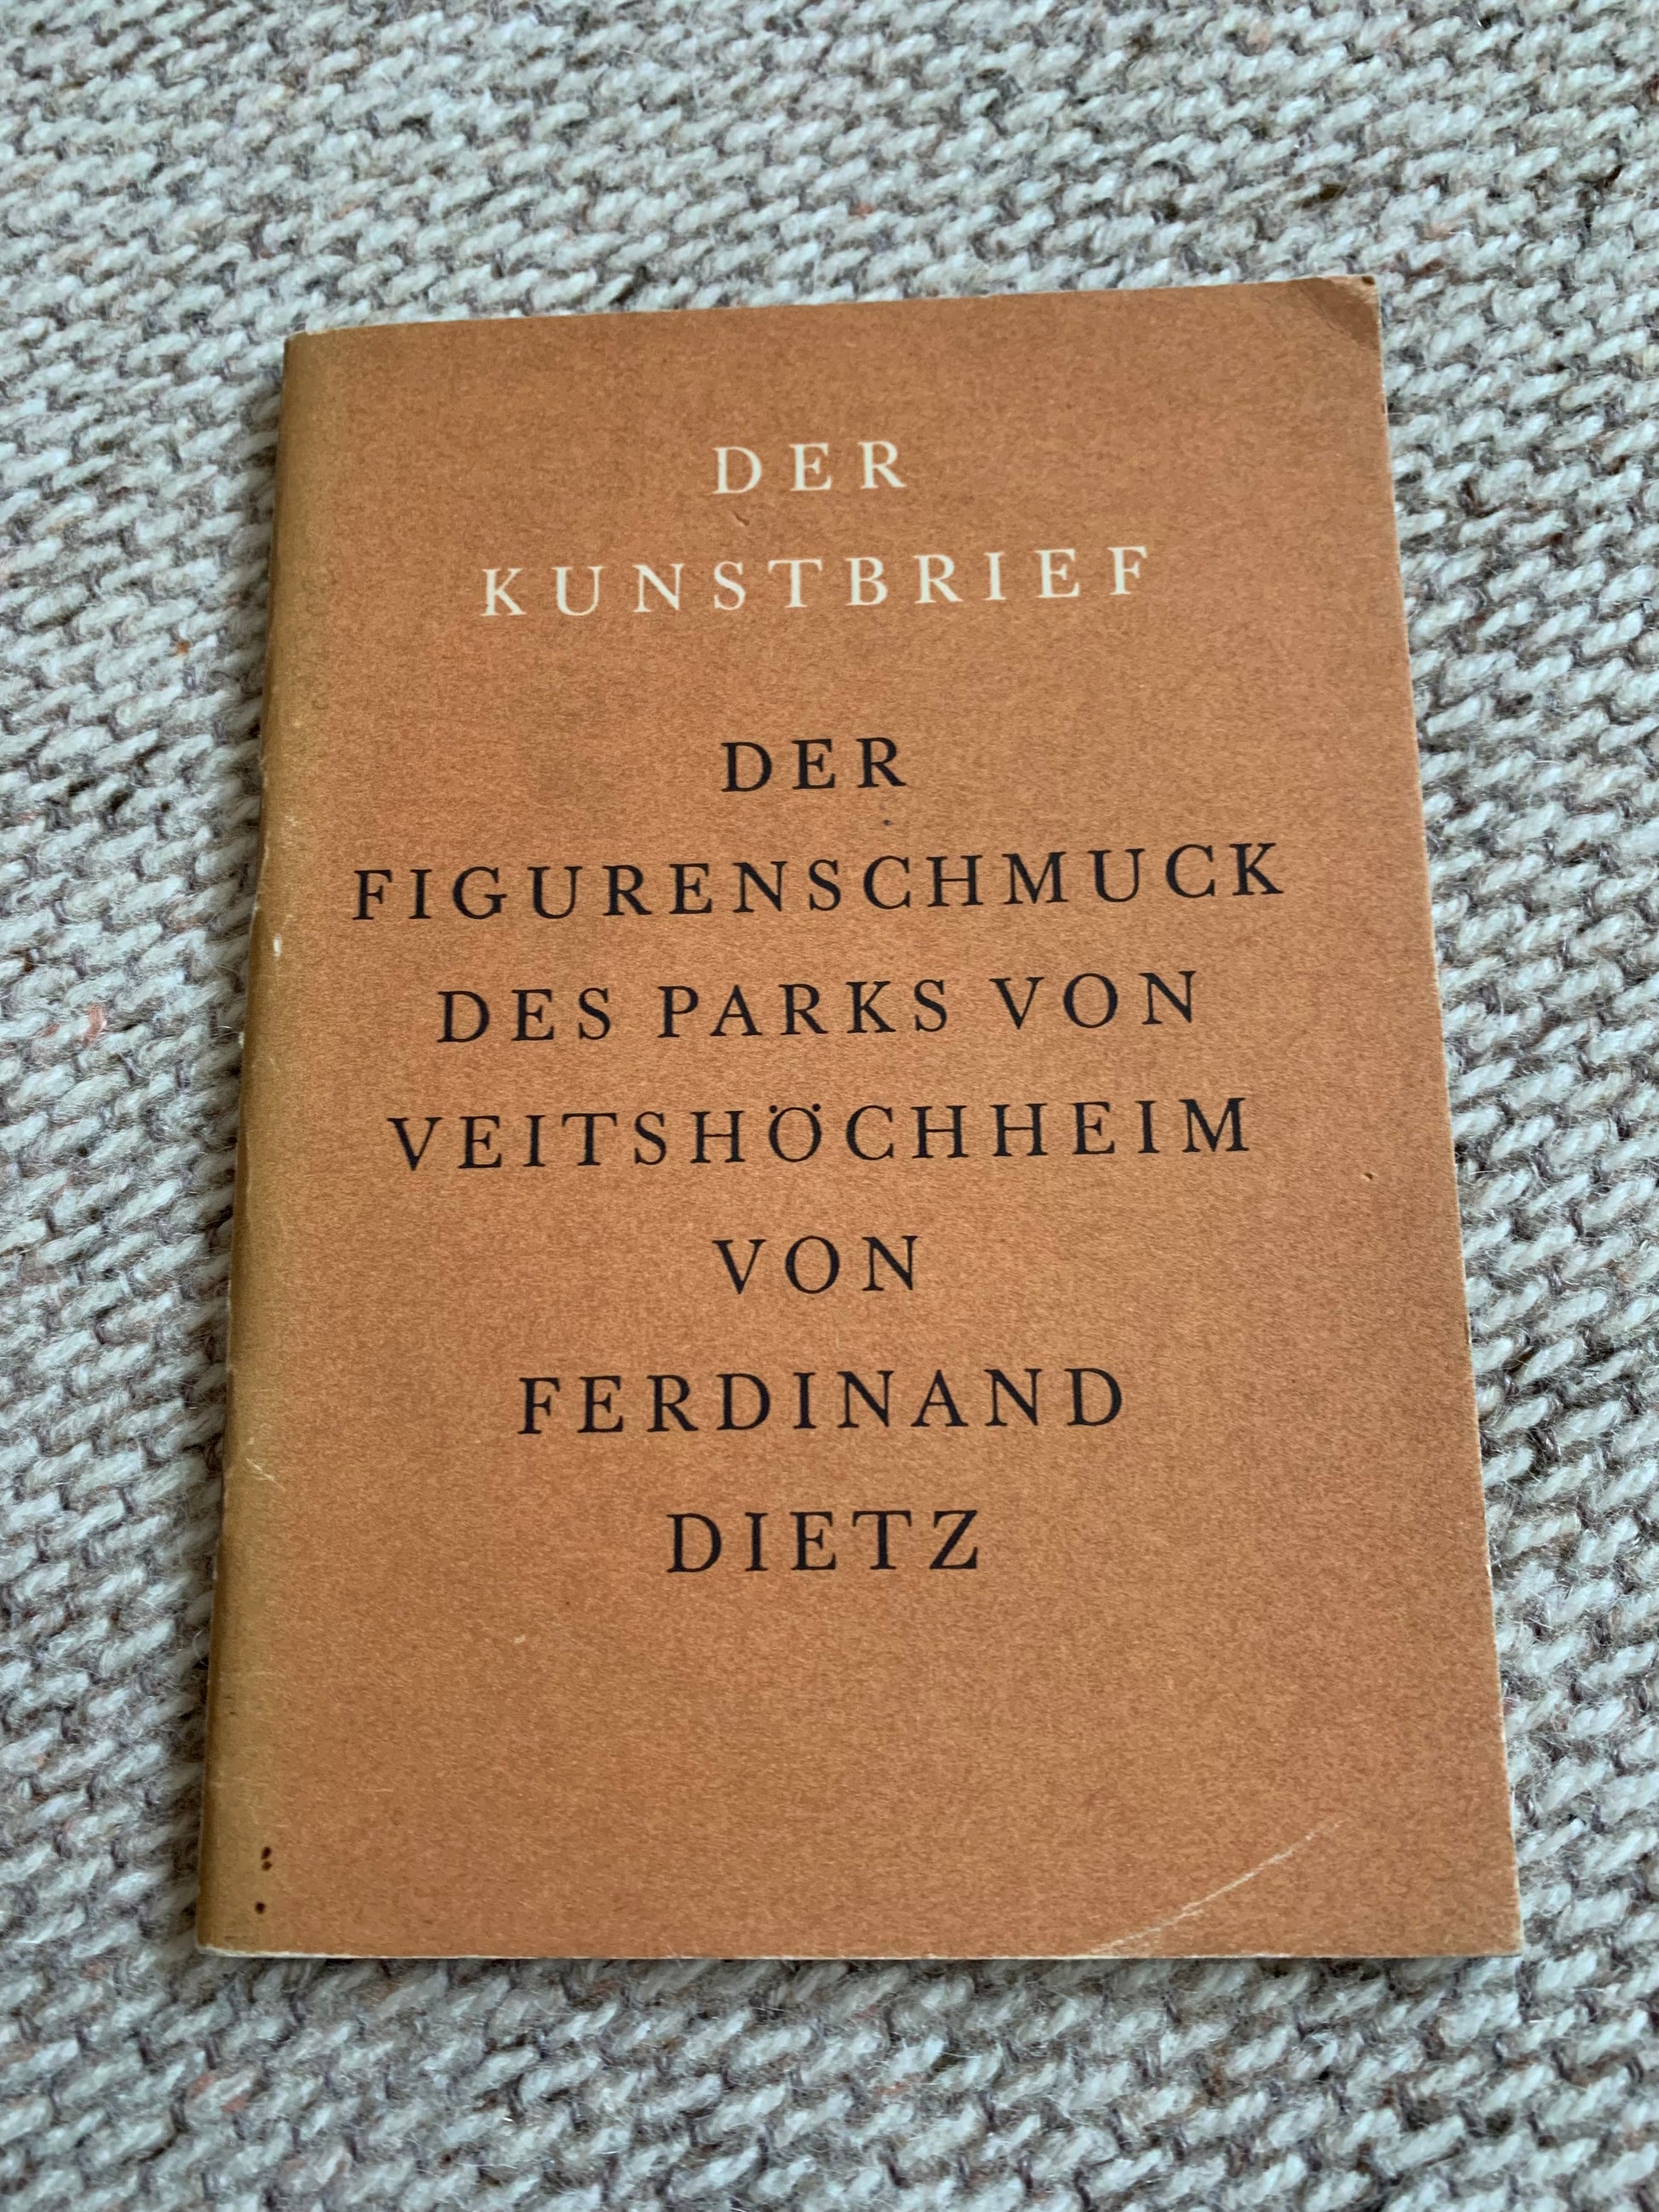 DER
KUNSTBRIEF
DER
FIGURENSCHMUCK
DES PARKS VON
VEITSHÖCHHEIM
VON
FERDINAND
DIETZ